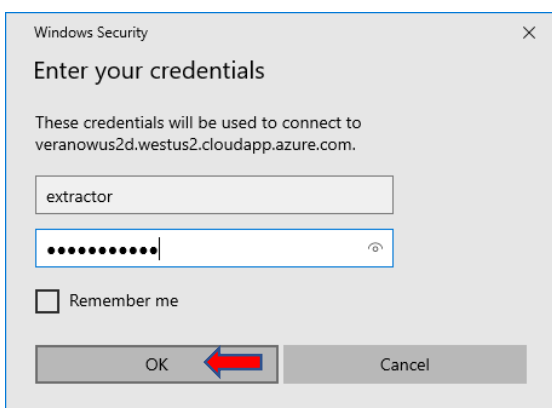 Windows Security
Enter your credentials
These credentials will be used to connect to
veranowus2d.westus2.cloudapp.azure.com.
extractor
●●●●●●●●●●●
Remember me
OK
Cancel